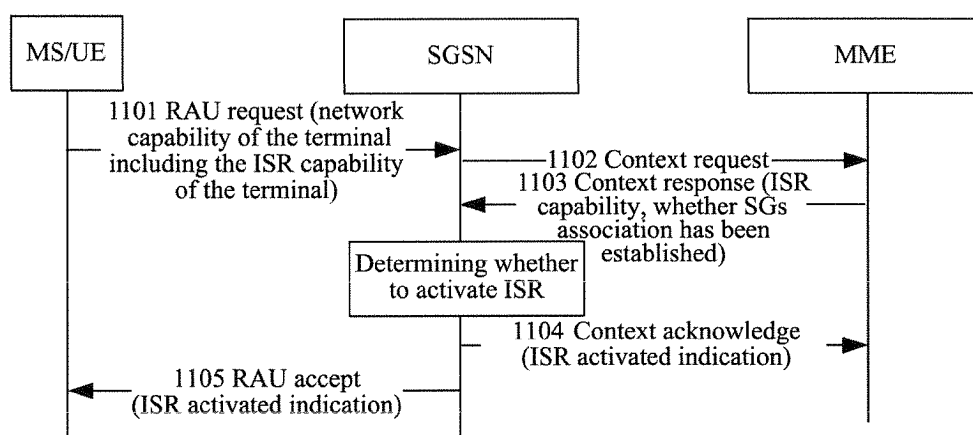 MS/UE
SGSN
MME
1101 RAU request (network
capability of the terminal
including the ISR capability
of the terminal)
1102 Context request
1103 Context response (ISR
capability, whether SGs
association has been
established)
Determining whether
to activate ISR
1104 Context acknowledge
(ISR activated indication)
1105 RAU accept
(ISR activated indication)